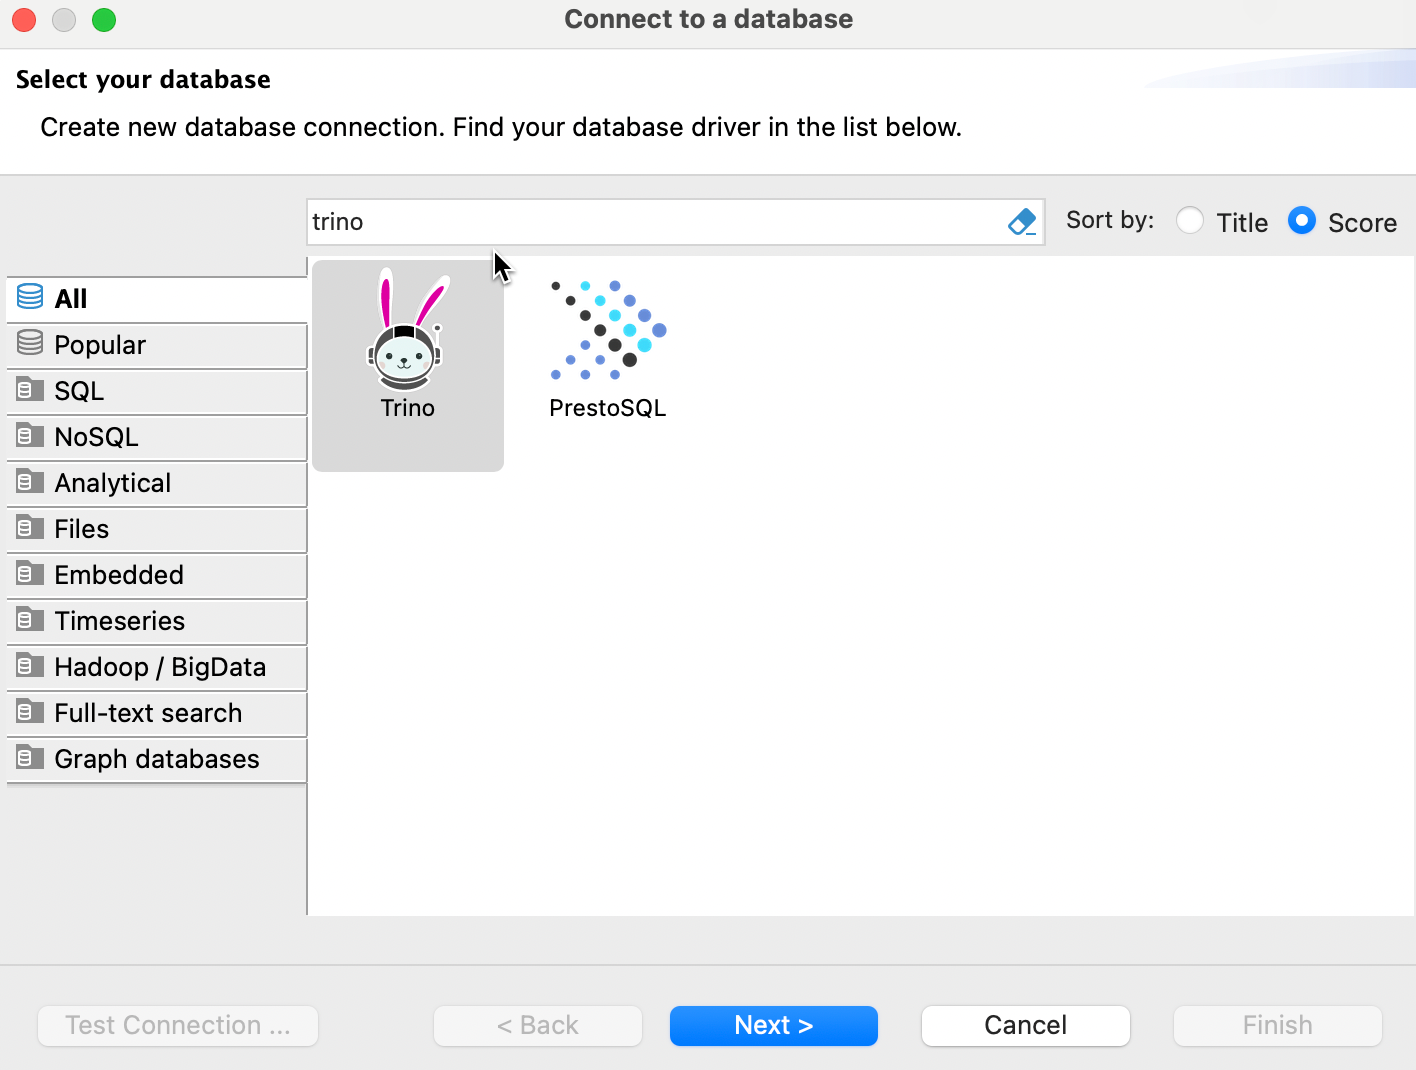 Connect to a database
Select your database
Create new database connection. Find your database driver in the list below.
trino
Sort by:
Title
Score
All
Popular
SQL
NoSQL
Analytical
Files
Embedded
Timeseries
Hadoop / BigData
Full-text search
Graph databases
Trino
PrestoSQL
Test Connection ...
< Back
Next >
Cancel
Finish